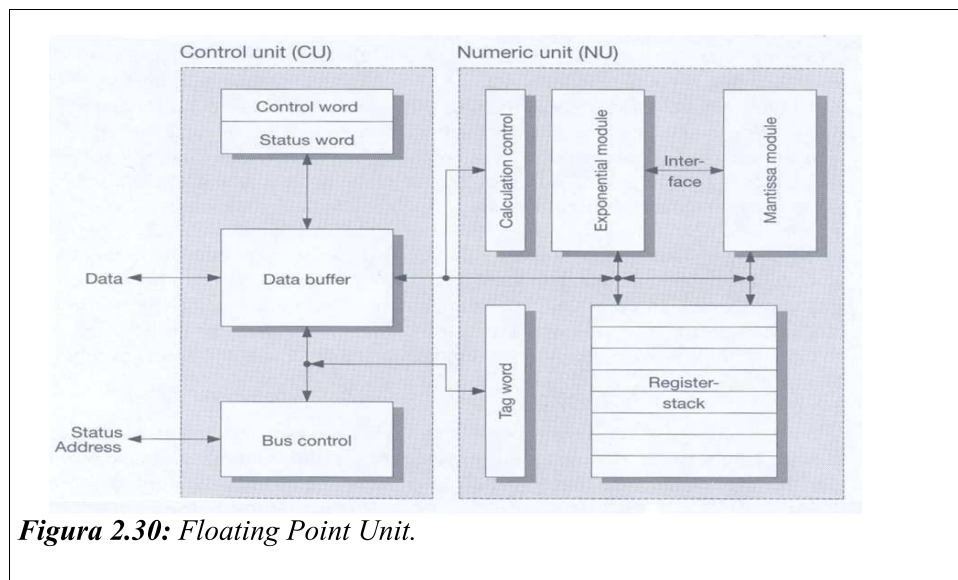 Control unit (CU)
Numeric unit (NU)
Control word
Status word
Calculation control
Exponential module
Inter-
face
Mantissa module
Data
Data buffer
Tag word
Register-
stack
Status
Address
Bus control
Figura 2.30: Floating Point Unit.